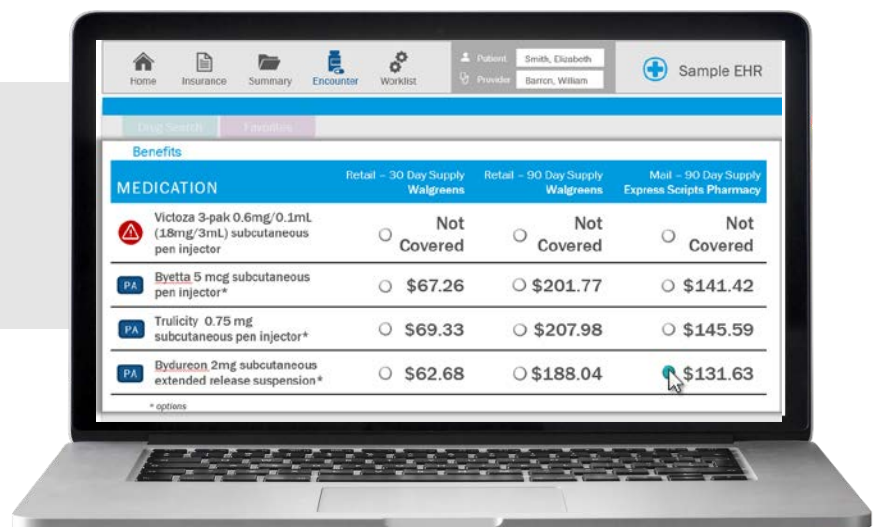 Home Insurance Summary Encounter Worklist
Patient Smith, Elizabeth
Provider Barron, William
Sample EHR
Drug Search Favorites
Benefits
MEDICATION
Retail – 30 Day Supply
Walgreens
Retail – 90 Day Supply
Walgreens
Mail – 90 Day Supply
Express Scripts Pharmacy
Victoza 3-pak 0.6mg/0.1mL
(18mg/3mL) subcutaneous
pen injector
Not
Covered
Not
Covered
Not
Covered
PA
Byetta 5 mcg subcutaneous
pen injector*
$67.26 $201.77 $141.42
PA
Trulicity 0.75 mg
subcutaneous pen injector*
$69.33 $207.98 $145.59
PA
Bydureon 2mg subcutaneous
extended release suspension*
$62.68 $188.04 $131.63
* options